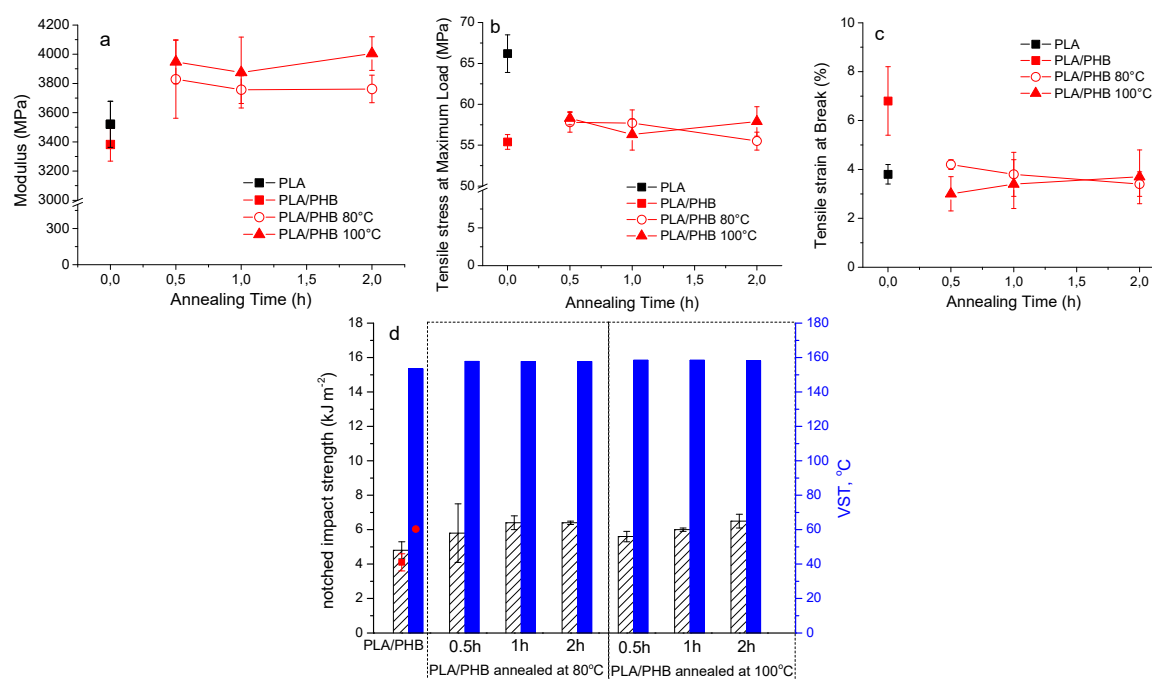 a
Modulus (MPa)
4200
4000
3800
3600
3400
3200
3000
300
0
PLA
PLA/PHB
PLA/PHB 80°C
PLA/PHB 100°C
0,0 0,5 1,0 1,5 2,0
Annealing Time (h)
b
Tensile stress at Maximum Load (MPa)
70
65
60
55
50
5
0
PLA
PLA/PHB
PLA/PHB 80°C
PLA/PHB 100°C
0,0 0,5 1,0 1,5 2,0
Annealing Time (h)
c
Tensile strain at Break (%)
10
8
6
4
2
0
PLA
PLA/PHB
PLA/PHB 80°C
PLA/PHB 100°C
0,0 0,5 1,0 1,5 2,0
Annealing Time (h)
d
notched impact strength (kJ m⁻²)
18
16
14
12
10
8
6
4
2
0
180
160
140
120
100
80
60
40
20
0
VST, °C
PLA/PHB 0.5h 1h 2h 0.5h 1h 2h
PLA/PHB annealed at 80°C PLA/PHB annealed at 100°C